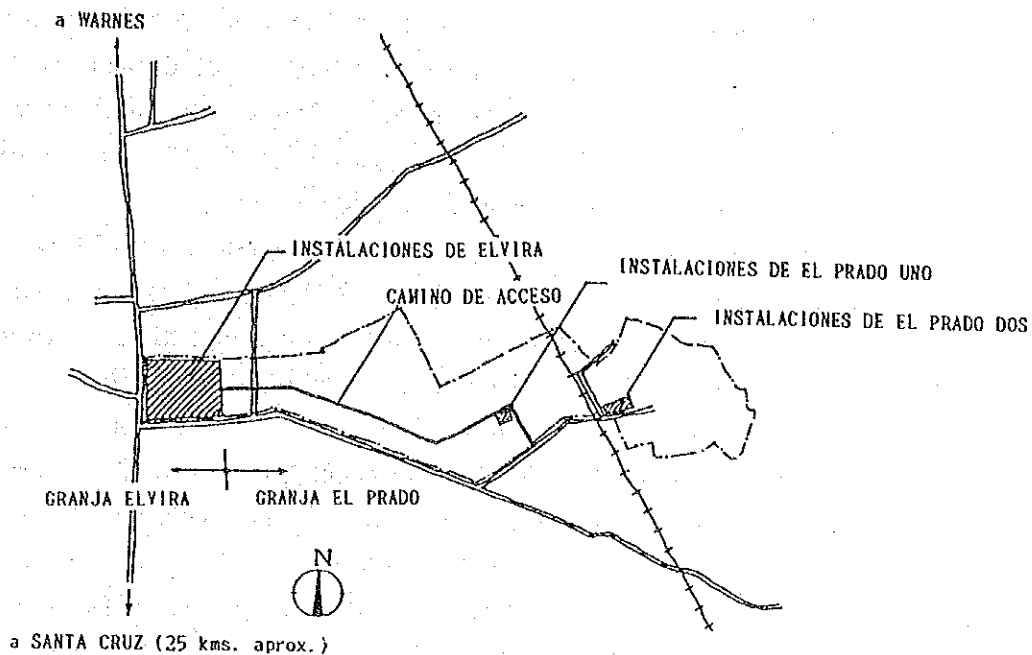 a WARNES
INSTALACIONES DE ELVIRA
INSTALACIONES DE EL PRADO UNO
CAMINO DE ACCESO
INSTALACIONES DE EL PRADO DOS
GRANJA ELVIRA
GRANJA EL PRADO
N
a SANTA CRUZ (25 kms. aprox.)